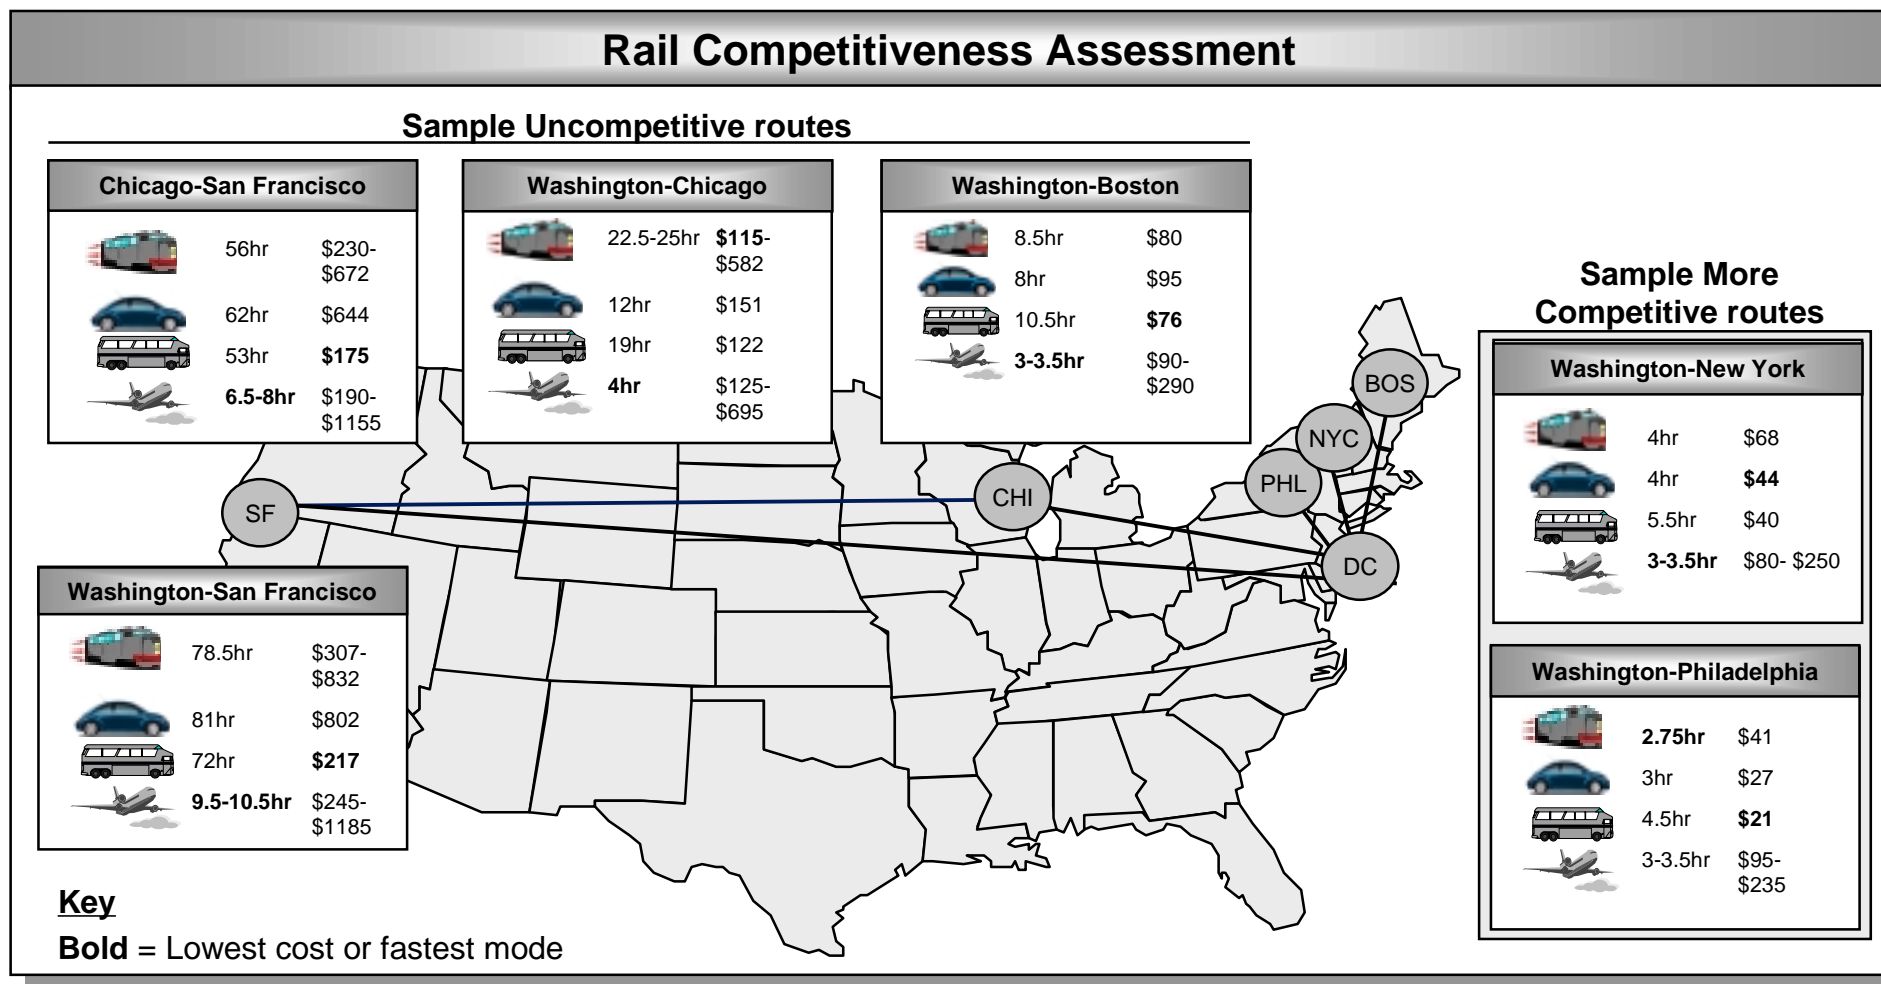 Rail Competitiveness Assessment
Sample Uncompetitive routes
Chicago-San Francisco
56hr $230-
$672
62hr $644
53hr $175
6.5-8hr $190-
$1155
Washington-Chicago
22.5-25hr $115-
$582
12hr $151
19hr $122
4hr $125-
$695
Washington-Boston
8.5hr $80
8hr $95
10.5hr $76
3-3.5hr $90-
$290
Sample More
Competitive routes
Washington-New York
4hr $68
4hr $44
5.5hr $40
3-3.5hr $80- $250
Washington-Philadelphia
2.75hr $41
3hr $27
4.5hr $21
3-3.5hr $95-
$235
BOS
NYC
PHL
CHI
SF
DC
Washington-San Francisco
78.5hr $307-
$832
81hr $802
72hr $217
9.5-10.5hr $245-
$1185
Key
Bold = Lowest cost or fastest mode